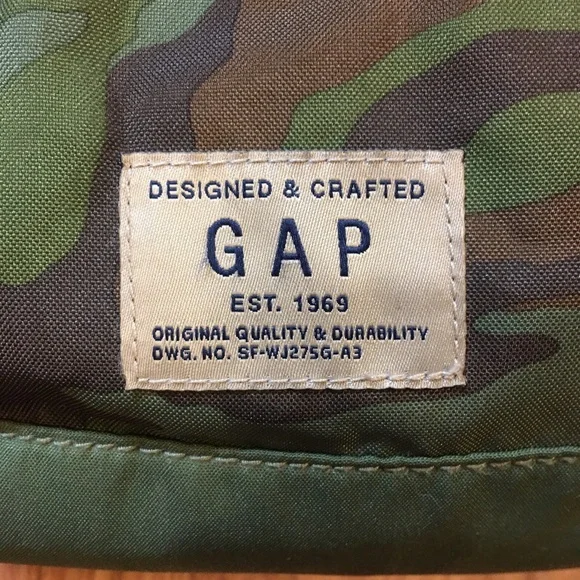 DESIGNED & CRAFTED
GAP
EST. 1969
ORIGINAL QUALITY & DURABILITY
DWG. NO. SF-WJ275G-A3